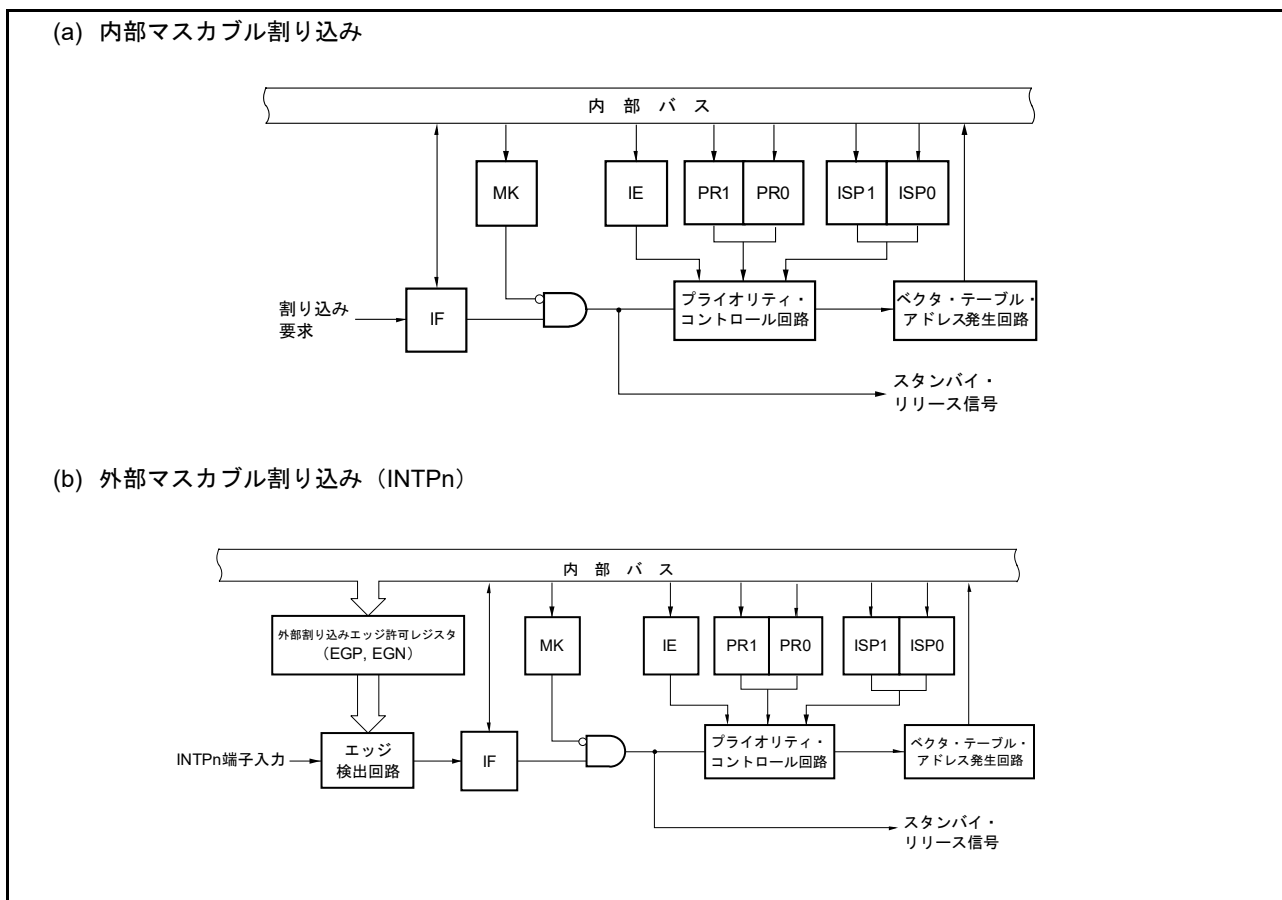 (a) 内部マスカブル割り込み
内 部 バ ス
MK
IE
PR1
PR0
ISP1
ISP0
割り込み
要求
IF
プライオリティ・
コントロール回路
ベクタ・テーブル・
アドレス発生回路
スタンバイ・
リリース信号
(b) 外部マスカブル割り込み（INTPn）
内 部 バ ス
外部割り込みエッジ許可レジスタ
（EGP, EGN）
MK
IE
PR1
PR0
ISP1
ISP0
INTPn端子入力
エッジ
検出回路
IF
プライオリティ・
コントロール回路
ベクタ・テーブル・
アドレス発生回路
スタンバイ・
リリース信号